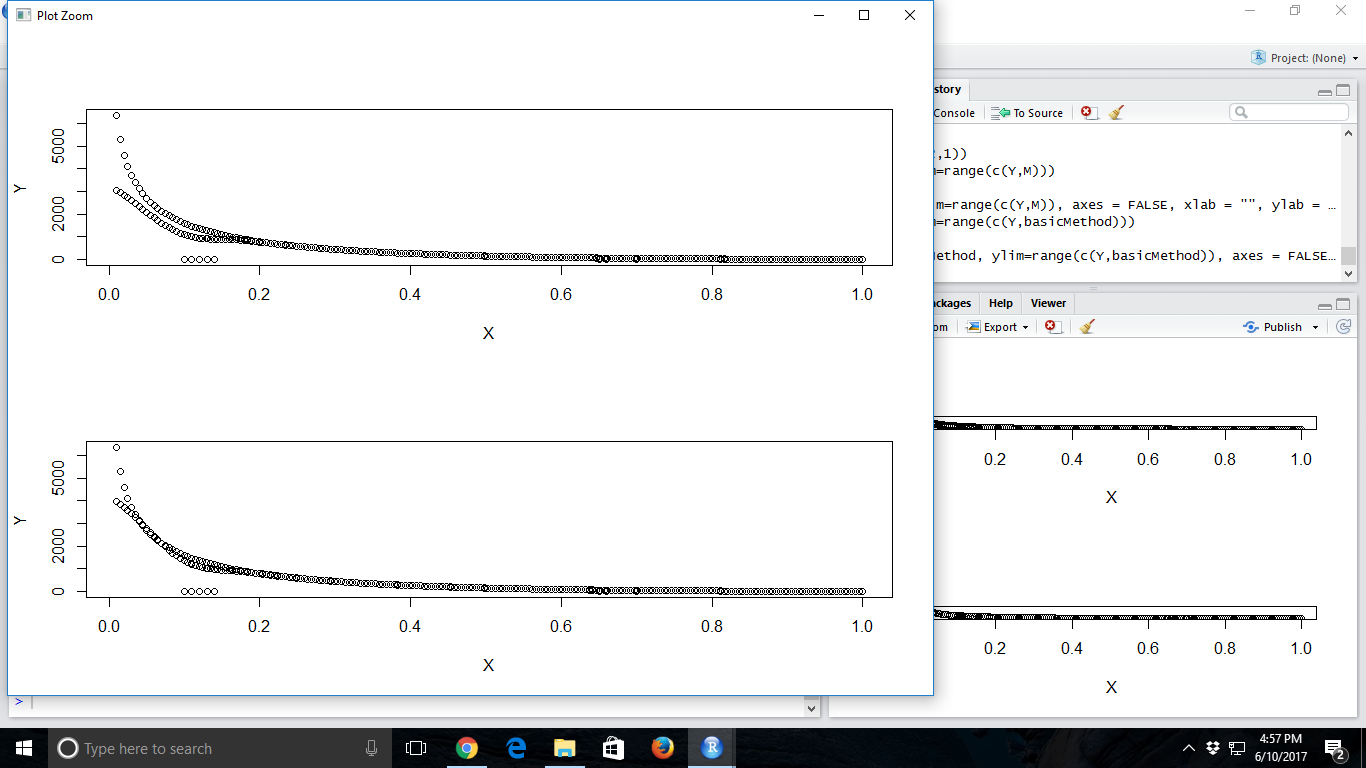 Plot Zoom
Y
5000
2000
0
0.0 0.2 0.4 0.6 0.8 1.0
X
Y
5000
2000
0
0.0 0.2 0.4 0.6 0.8 1.0
X
>
Project: (None)
story
Console To Source
,1))
=range(c(Y,M)))
m=range(c(Y,M)), axes = FALSE, xlab = "", ylab = …
=range(c(Y,basicMethod)))
ethod, ylim=range(c(Y,basicMethod)), axes = FALSE…
ckages Help Viewer
om Export Publish
0.2 0.4 0.6 0.8 1.0
X
0.2 0.4 0.6 0.8 1.0
X
Type here to search
R
4:57 PM
6/10/2017
2